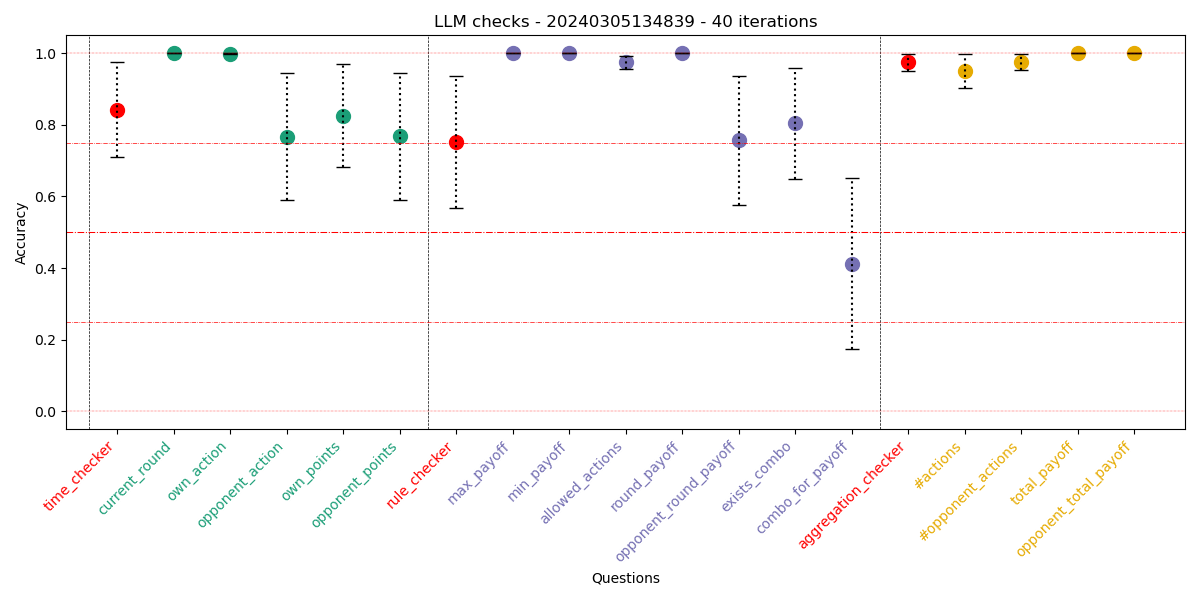 LLM checks - 20240305134839 - 40 iterations
Accuracy
1.0
0.8
0.6
0.4
0.2
0.0
time_checker
current_round
own_action
opponent_action
own_points
opponent_points
rule_checker
max_payoff
min_payoff
allowed_actions
round_payoff
opponent_round_payoff
exists_combo
combo_for_payoff
aggregation_checker
#actions
#opponent_actions
total_payoff
opponent_total_payoff
Questions